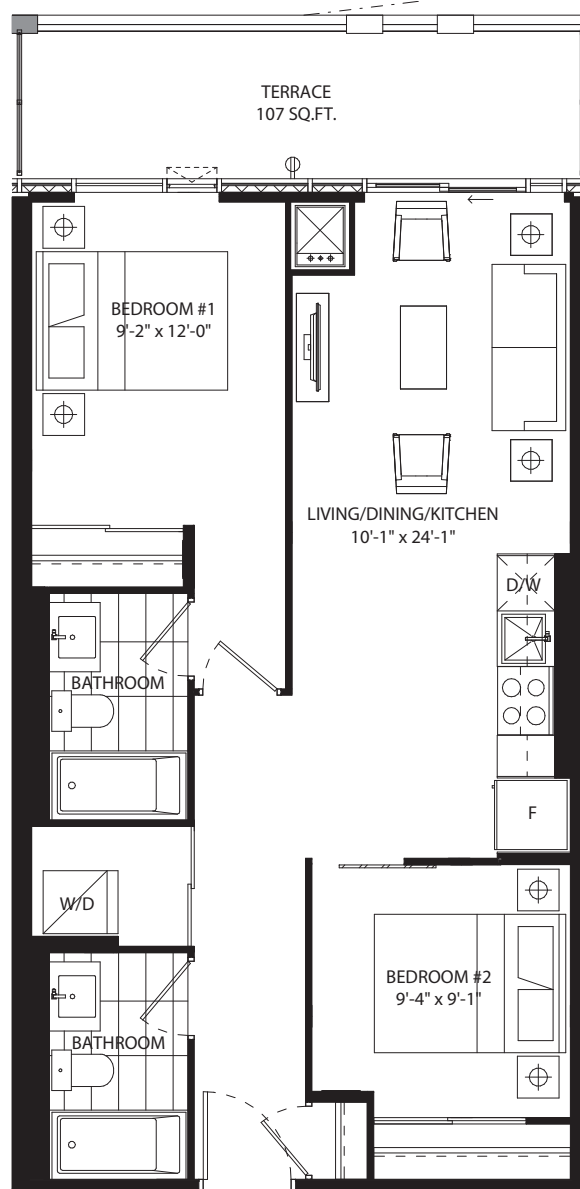 TERRACE
107 SQ.FT.
BEDROOM #1
9'-2" x 12'-0"
LIVING/DINING/KITCHEN
10'-1" x 24'-1"
D/W
BATHROOM
F
W/D
BEDROOM #2
9'-4" x 9'-1"
BATHROOM